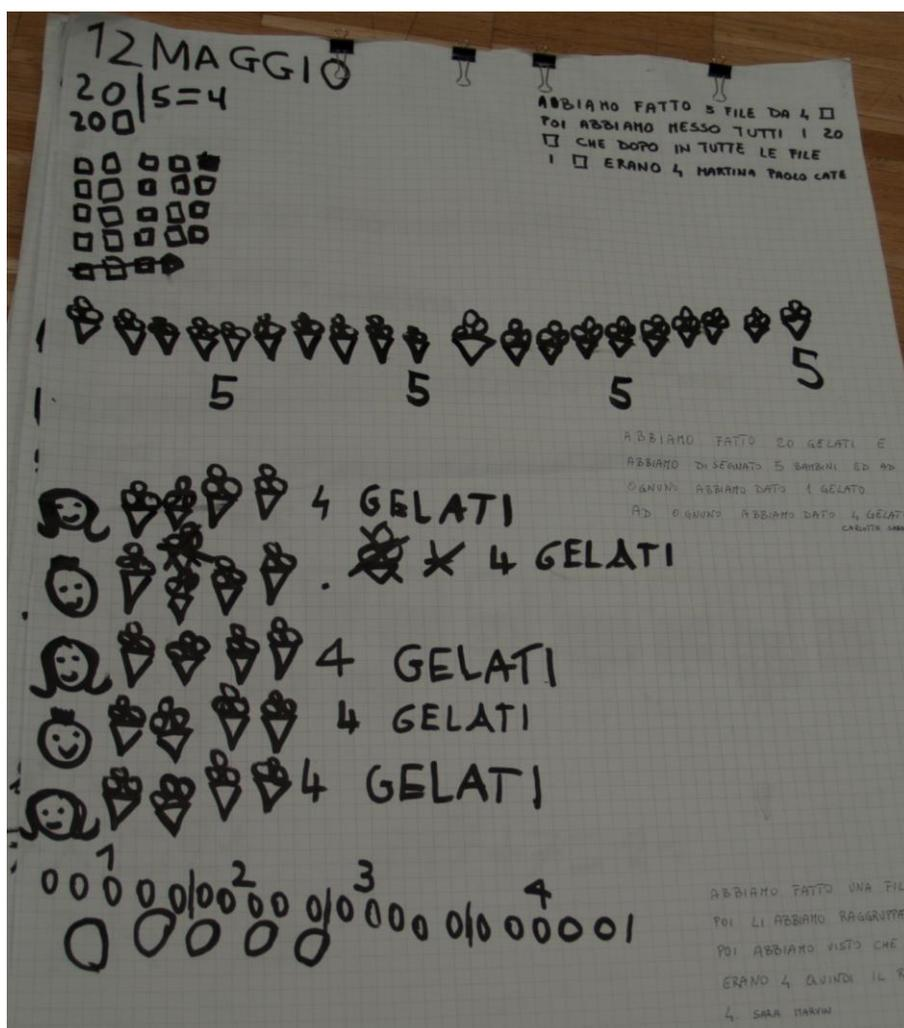 12 MAGGIO
20|5=4
20 □
ABBIAMO FATTO 5 FILE DA 4 □
POI ABBIAMO MESSO TUTTI I 20
□ CHE DOPO IN TUTTE LE FILE
I □ ERANO 4 MARTINA PAOLO CATE
5 5 5 5
ABBIAMO FATTO 20 GELATI E
ABBIAMO DISEGNATO 5 BAMBINI ED AD
OGNUNO ABBIAMO DATO 1 GELATO
AD OGNUNO ABBIAMO DATO 4 GELATI
CARLOTTA
4 GELATI
4 GELATI
4 GELATI
4 GELATI
4 GELATI
1 2 3 4
ABBIAMO FATTO UNA FIL
POI LI ABBIAMO RAGGRUPPA
POI ABBIAMO VISTO CHE
ERANO 4 QUINDI IL R
4. SARA MARVIN